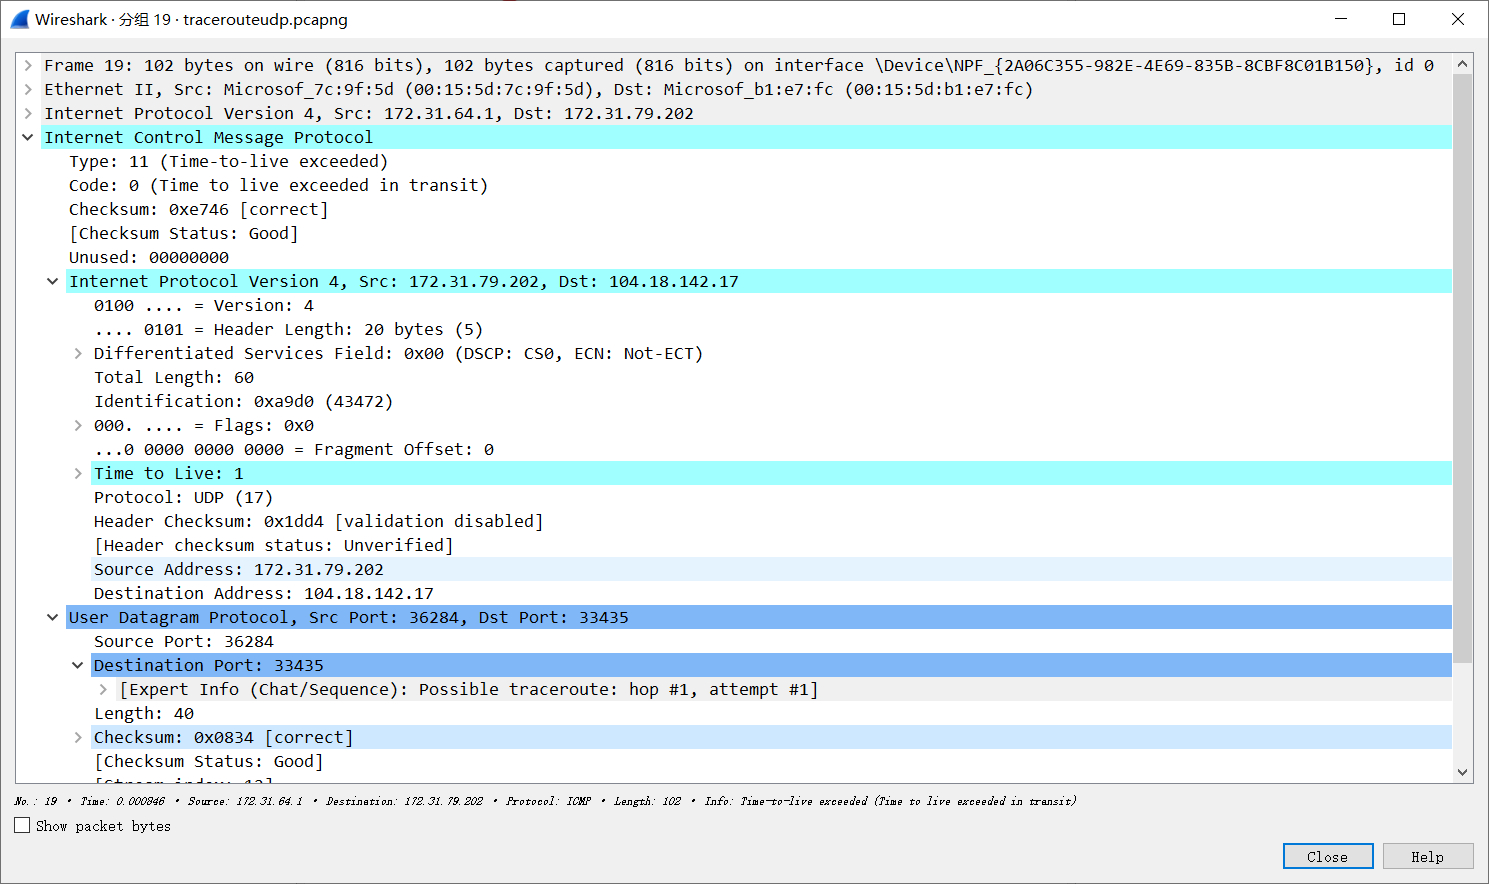 Wireshark · 分组 19 · tracerouteudp.pcapng
Frame 19: 102 bytes on wire (816 bits), 102 bytes captured (816 bits) on interface \Device\NPF_{2A06C355-982E-4E69-835B-8CBF8C01B150}, id 0
Ethernet II, Src: Microsof_7c:9f:5d (00:15:5d:7c:9f:5d), Dst: Microsof_b1:e7:fc (00:15:5d:b1:e7:fc)
Internet Protocol Version 4, Src: 172.31.64.1, Dst: 172.31.79.202
Internet Control Message Protocol
Type: 11 (Time-to-live exceeded)
Code: 0 (Time to live exceeded in transit)
Checksum: 0xe746 [correct]
[Checksum Status: Good]
Unused: 00000000
Internet Protocol Version 4, Src: 172.31.79.202, Dst: 104.18.142.17
0100 .... = Version: 4
.... 0101 = Header Length: 20 bytes (5)
Differentiated Services Field: 0x00 (DSCP: CS0, ECN: Not-ECT)
Total Length: 60
Identification: 0xa9d0 (43472)
000. .... = Flags: 0x0
...0 0000 0000 0000 = Fragment Offset: 0
Time to Live: 1
Protocol: UDP (17)
Header Checksum: 0x1dd4 [validation disabled]
[Header checksum status: Unverified]
Source Address: 172.31.79.202
Destination Address: 104.18.142.17
User Datagram Protocol, Src Port: 36284, Dst Port: 33435
Source Port: 36284
Destination Port: 33435
[Expert Info (Chat/Sequence): Possible traceroute: hop #1, attempt #1]
Length: 40
Checksum: 0x0834 [correct]
[Checksum Status: Good]
No.: 19 · Time: 0.000946 · Source: 172.31.64.1 · Destination: 172.31.79.202 · Protocol: ICMP · Length: 102 · Info: Time-to-live exceeded (Time to live exceeded in transit)
Show packet bytes
Close
Help